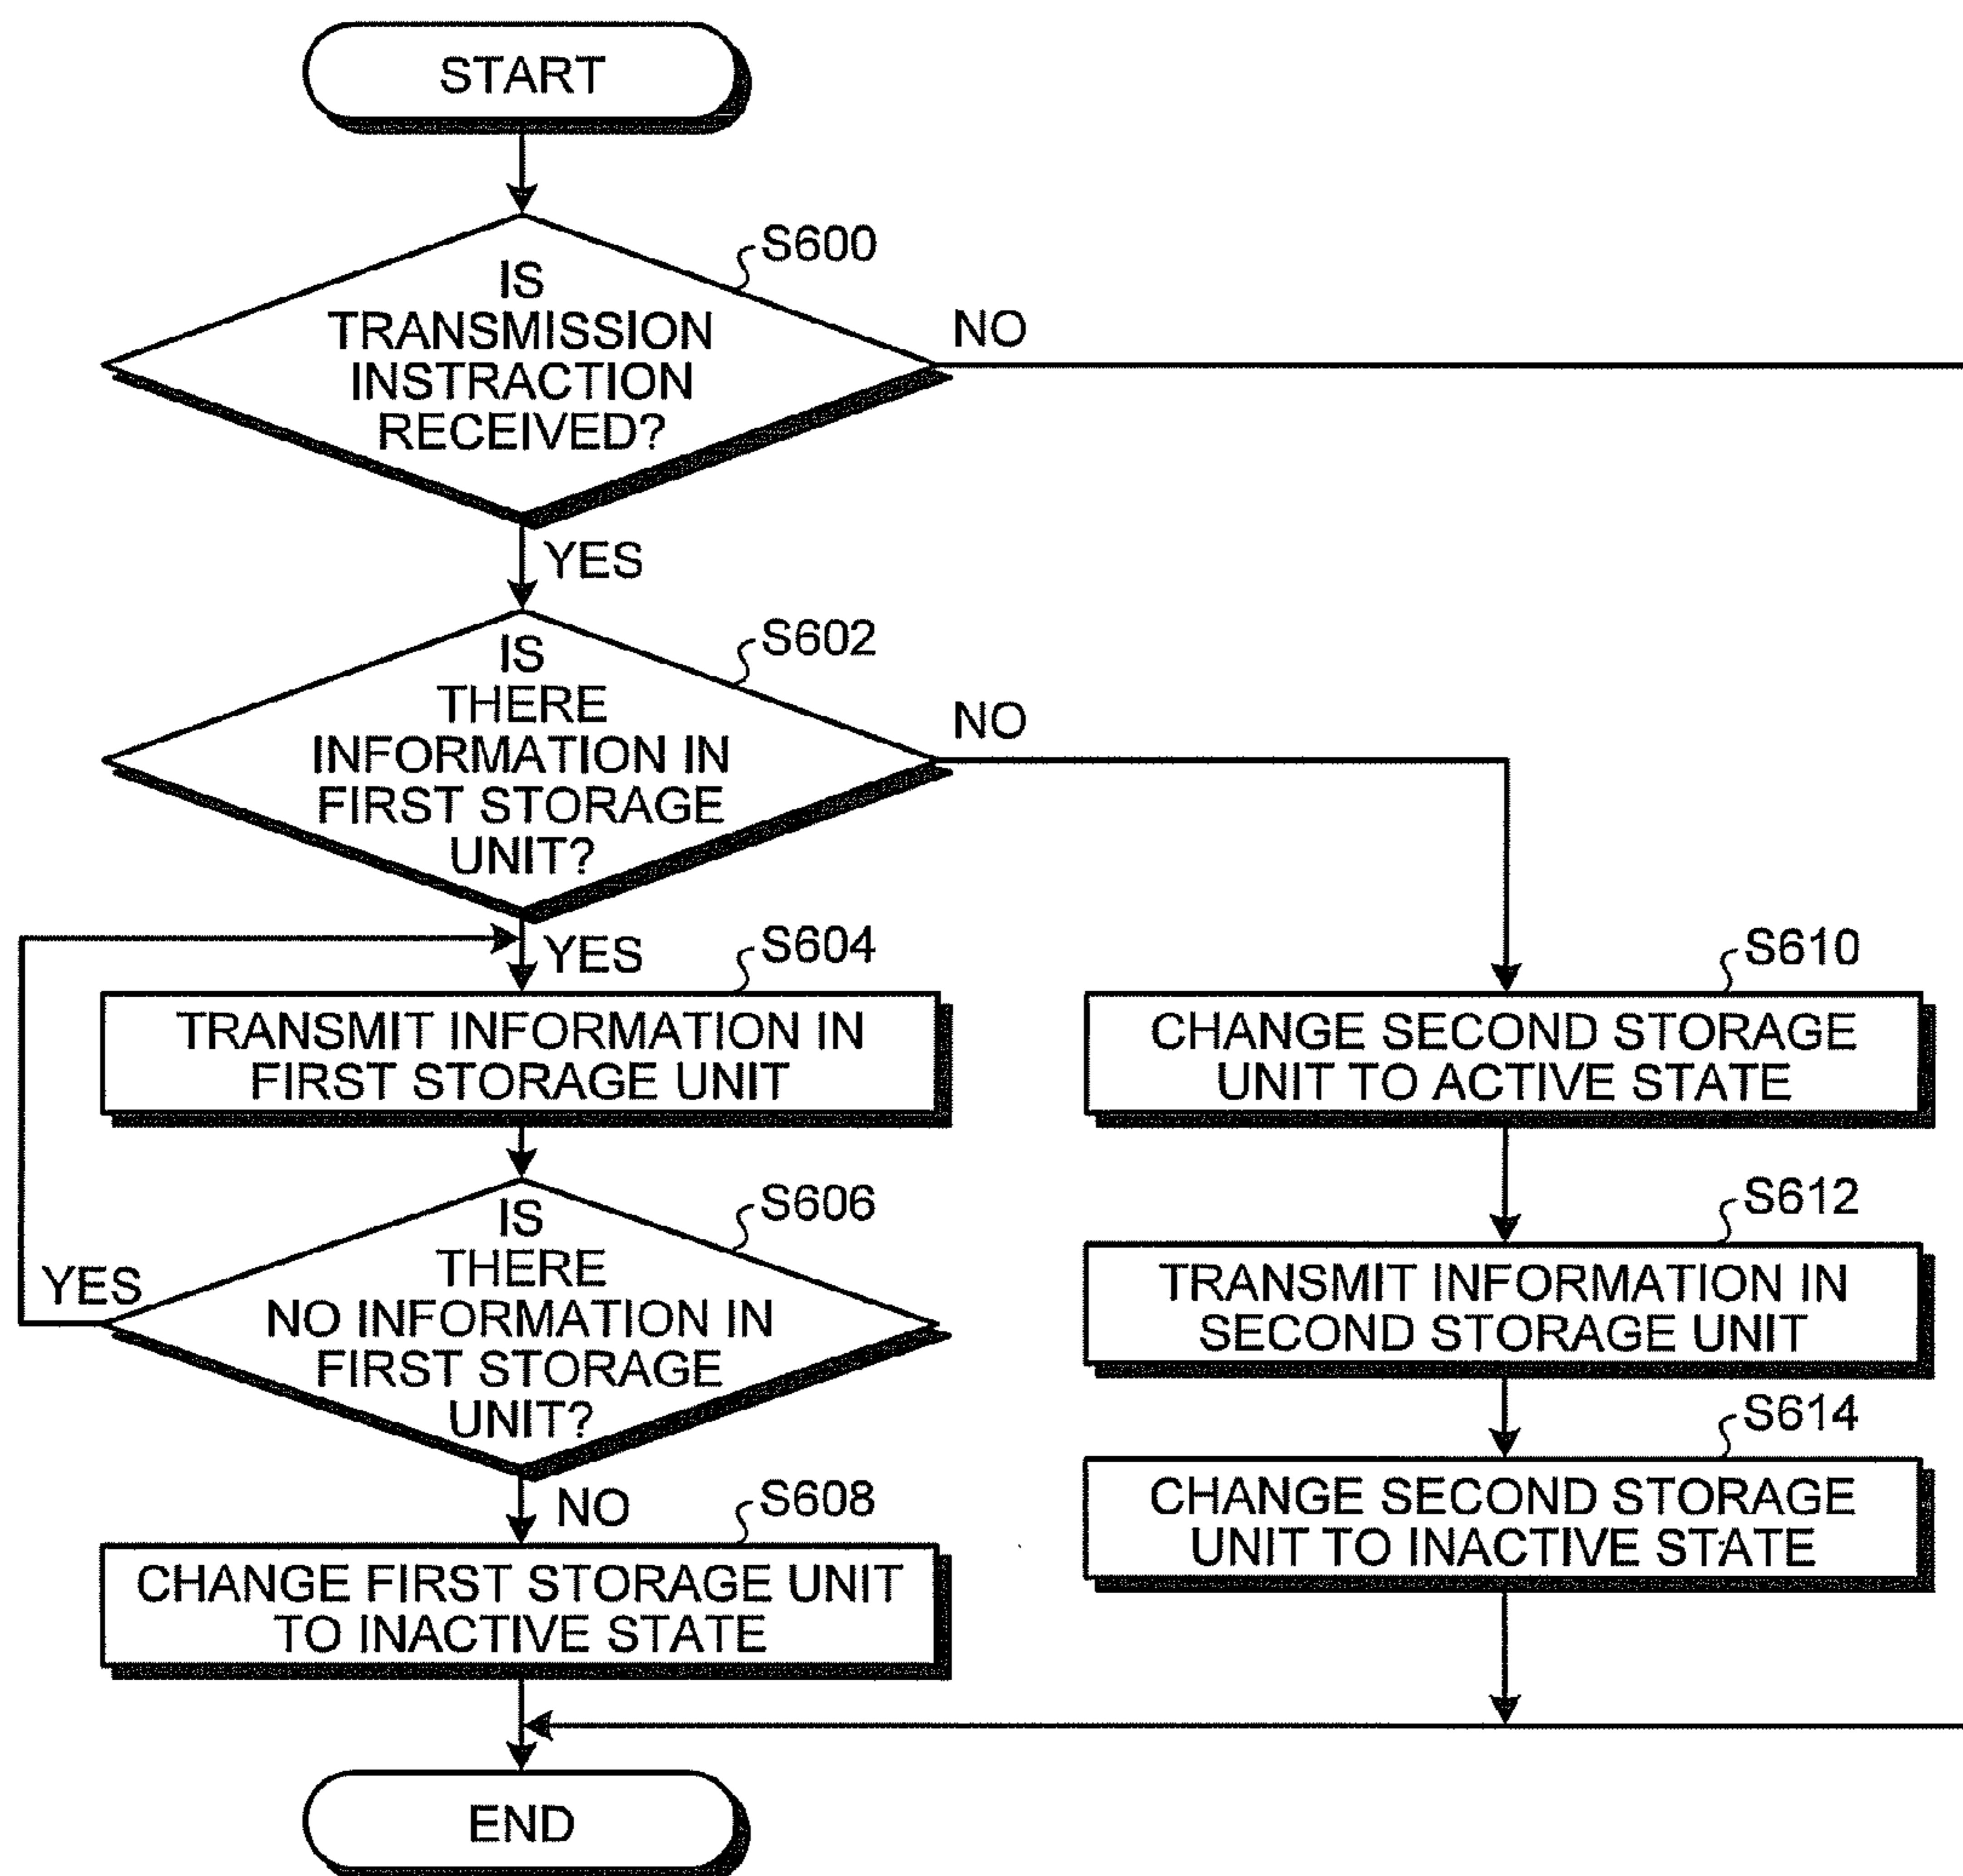 START
S600
IS
TRANSMISSION
INSTRACTION
RECEIVED?
NO
YES
S602
IS
THERE
INFORMATION IN
FIRST STORAGE
UNIT?
NO
YES
S604
TRANSMIT INFORMATION IN
FIRST STORAGE UNIT
S606
IS
THERE
NO INFORMATION IN
FIRST STORAGE
UNIT?
YES
NO
S608
CHANGE FIRST STORAGE UNIT
TO INACTIVE STATE
S610
CHANGE SECOND STORAGE
UNIT TO ACTIVE STATE
S612
TRANSMIT INFORMATION IN
SECOND STORAGE UNIT
S614
CHANGE SECOND STORAGE
UNIT TO INACTIVE STATE
END